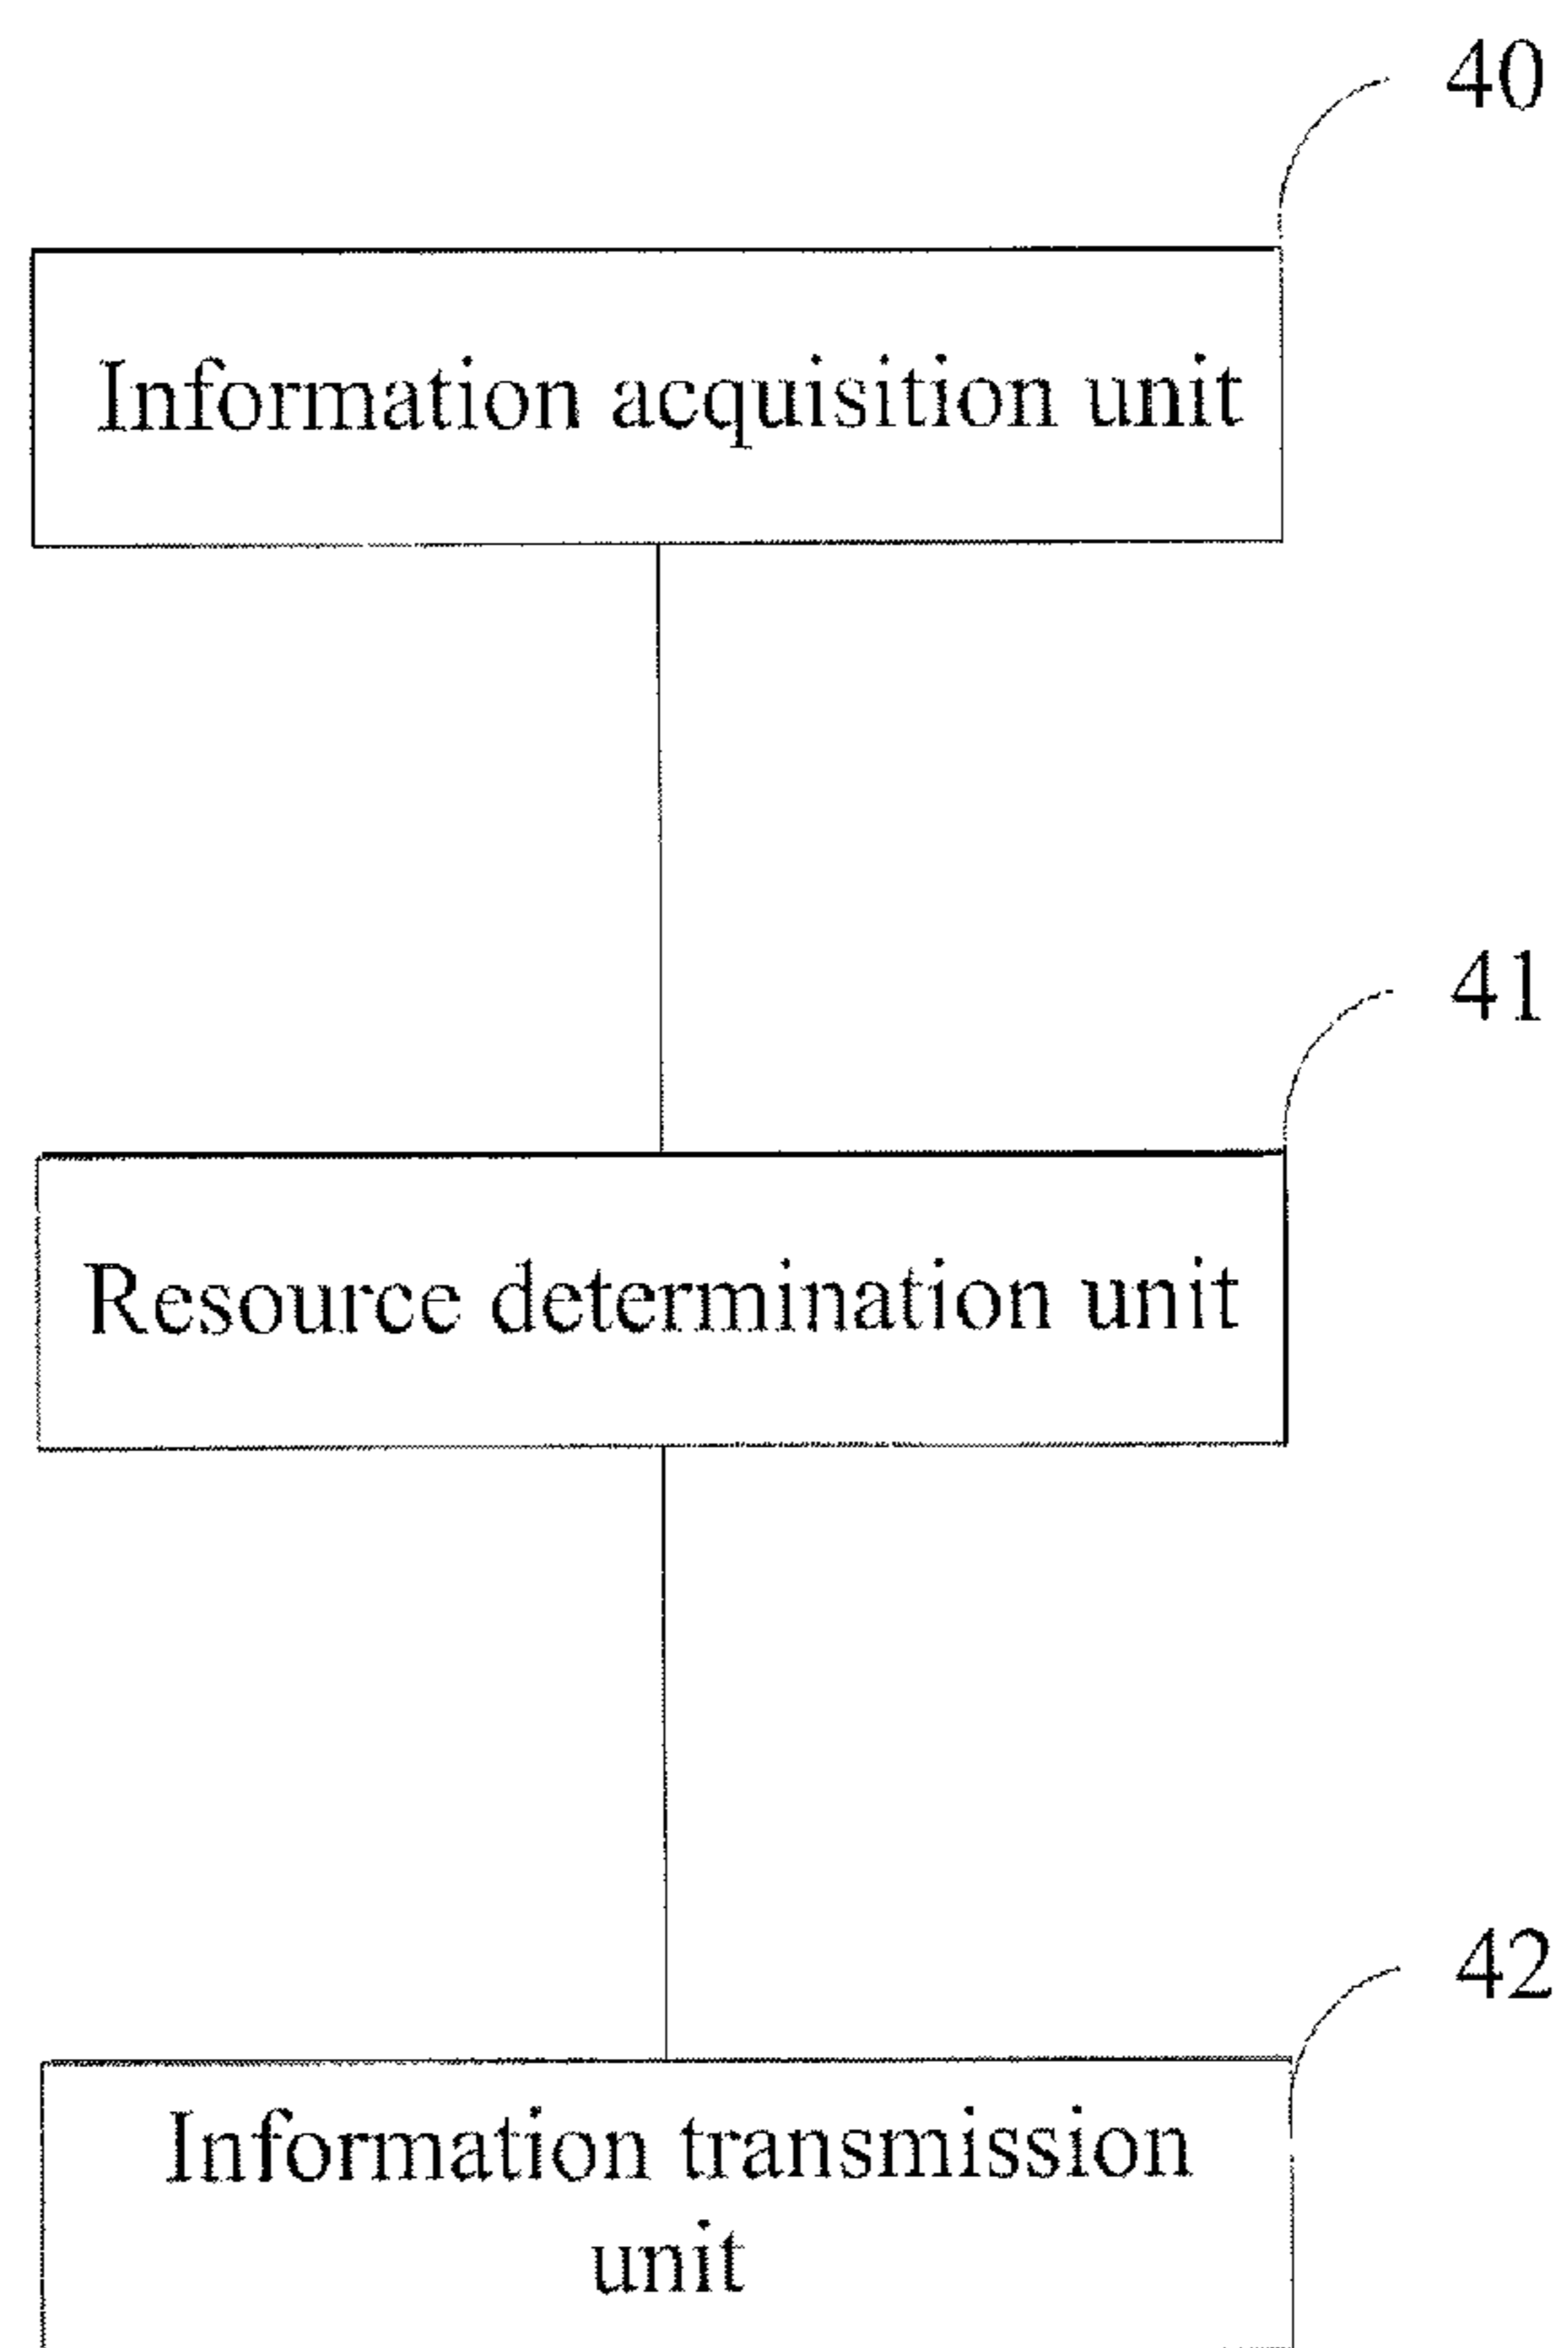 40
Information acquisition unit
41
Resource determination unit
42
Information transmission
unit